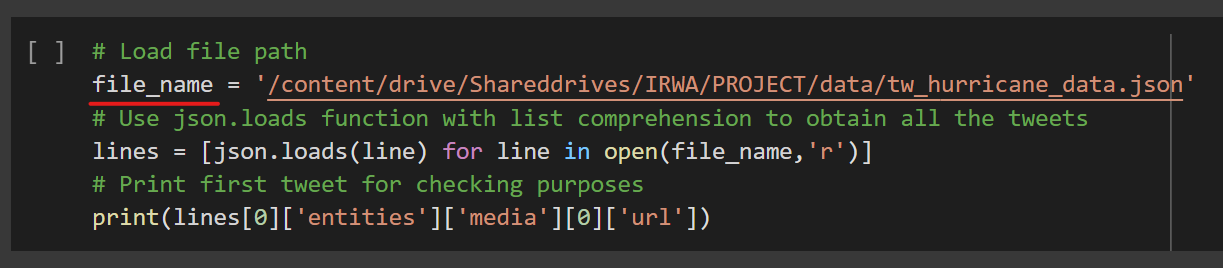 [ ] # Load file path
file_name = '/content/drive/Shareddrives/IRWA/PROJECT/data/tw_hurricane_data.json'
# Use json.loads function with list comprehension to obtain all the tweets
lines = [json.loads(line) for line in open(file_name,'r')]
# Print first tweet for checking purposes
print(lines[0]['entities']['media'][0]['url'])